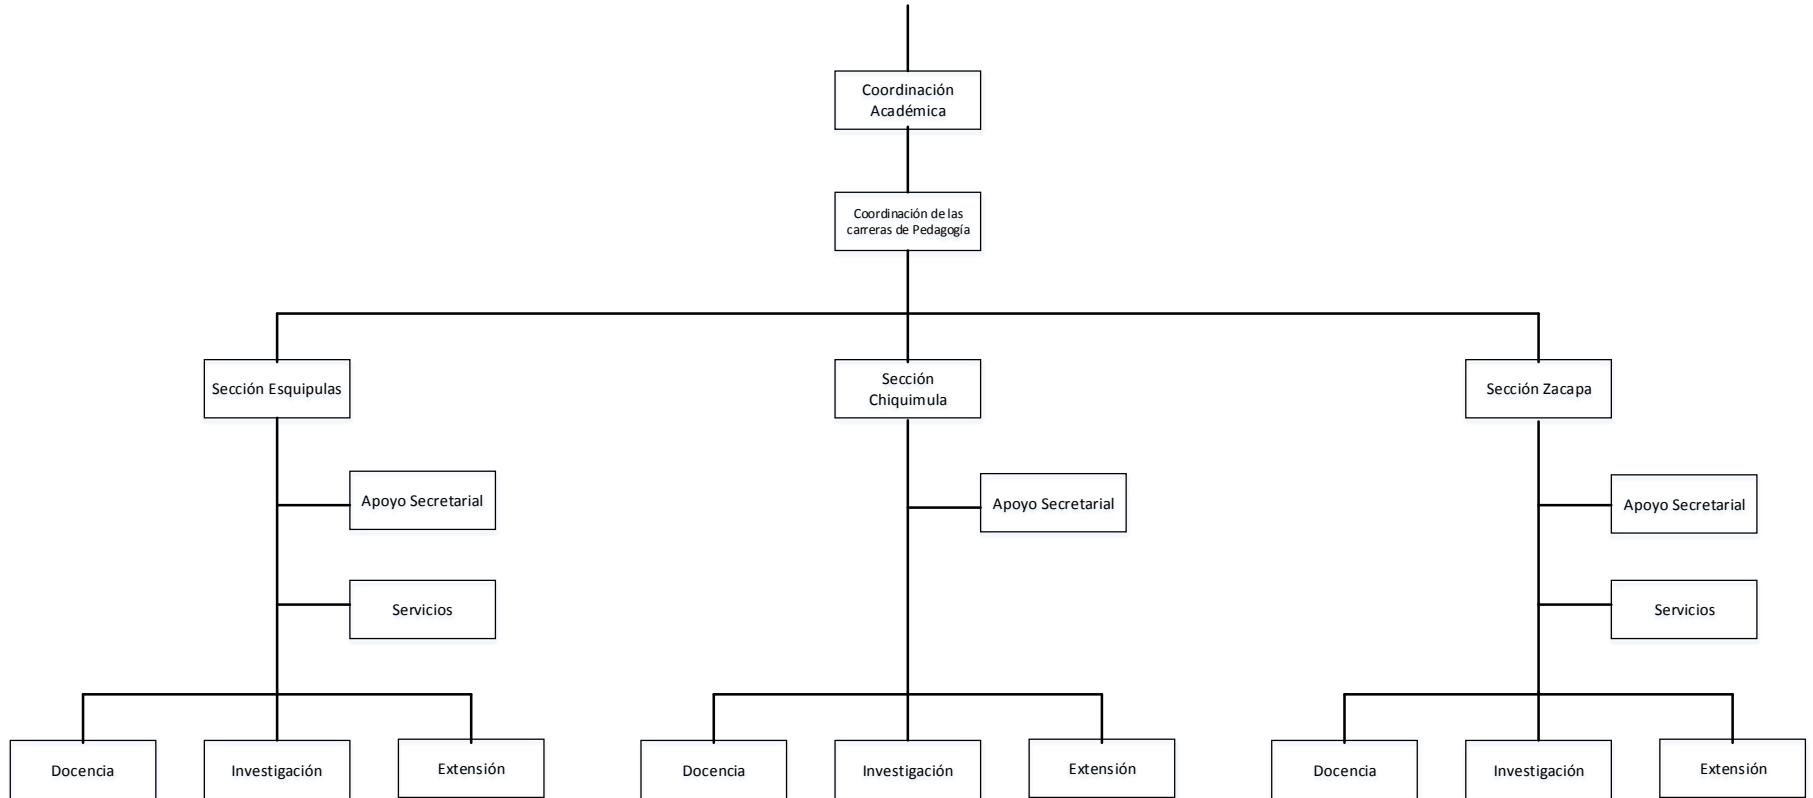 Coordinación
Académica
Coordinación de las
carreras de Pedagogía
Sección Esquipulas
Sección
Chiquimula
Sección Zacapa
Apoyo Secretarial
Apoyo Secretarial
Apoyo Secretarial
Servicios
Servicios
Docencia
Investigación
Extensión
Docencia
Investigación
Extensión
Docencia
Investigación
Extensión